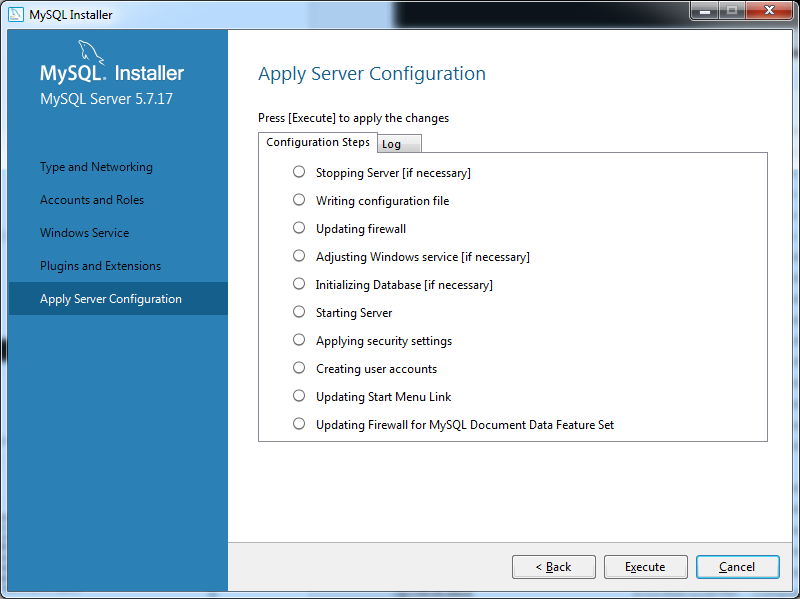 MySQL Installer
MySQL. Installer
MySQL Server 5.7.17
Type and Networking
Accounts and Roles
Windows Service
Plugins and Extensions
Apply Server Configuration
Apply Server Configuration
Press [Execute] to apply the changes
Configuration Steps Log
Stopping Server [if necessary]
Writing configuration file
Updating firewall
Adjusting Windows service [if necessary]
Initializing Database [if necessary]
Starting Server
Applying security settings
Creating user accounts
Updating Start Menu Link
Updating Firewall for MySQL Document Data Feature Set
< Back Execute Cancel